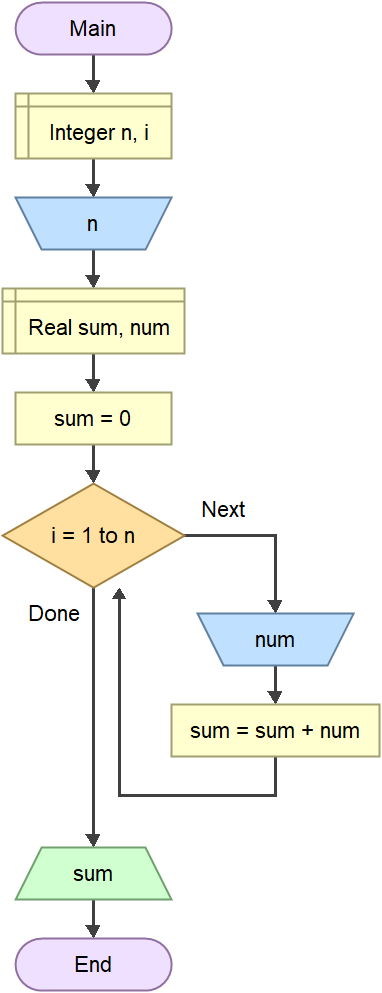 Main
Integer n, i
n
Real sum, num
sum = 0
i = 1 to n
Next
Done
num
sum = sum + num
sum
End